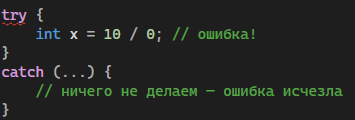 try {
    int x = 10 / 0; // ошибка!
}
catch (...) {
    // ничего не делаем — ошибка исчезла
}